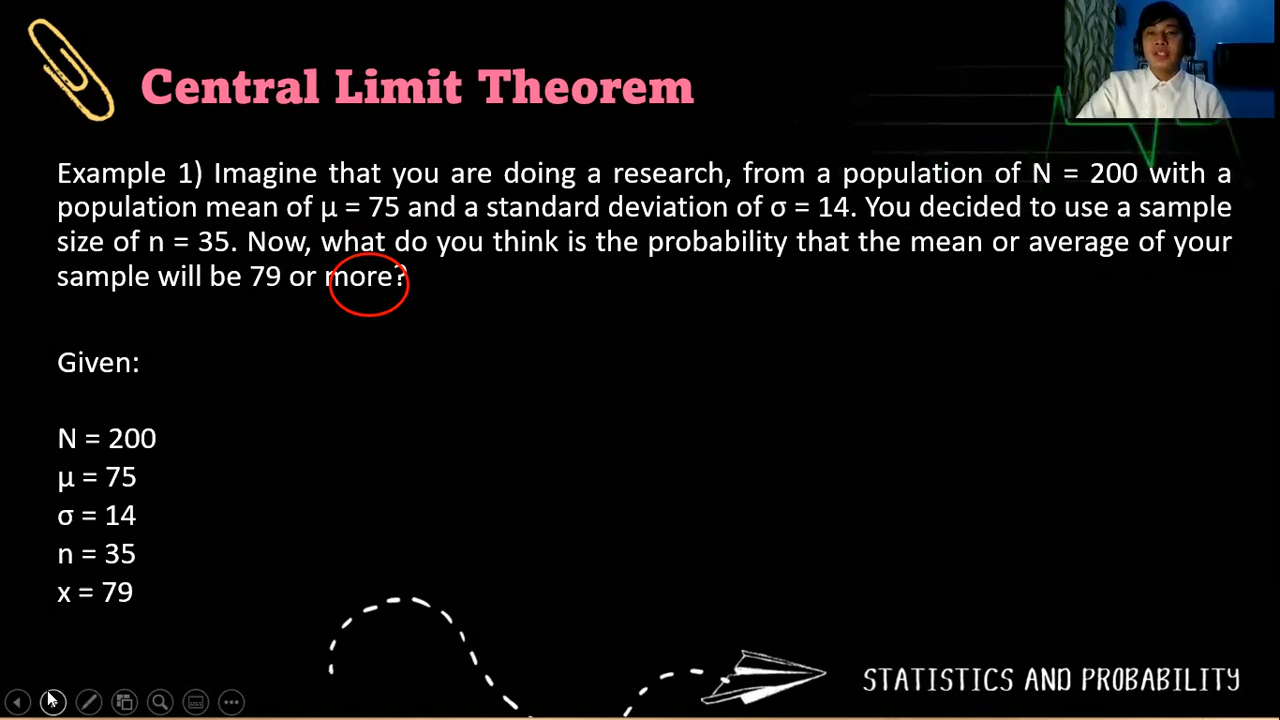 Central Limit Theorem
Example 1) Imagine that you are doing a research, from a population of N = 200 with a
population mean of µ = 75 and a standard deviation of σ = 14. You decided to use a sample
size of n = 35. Now, what do you think is the probability that the mean or average of your
sample will be 79 or more?
Given:
N = 200
µ = 75
σ = 14
n = 35
x = 79
STATISTICS AND PROBABILITY